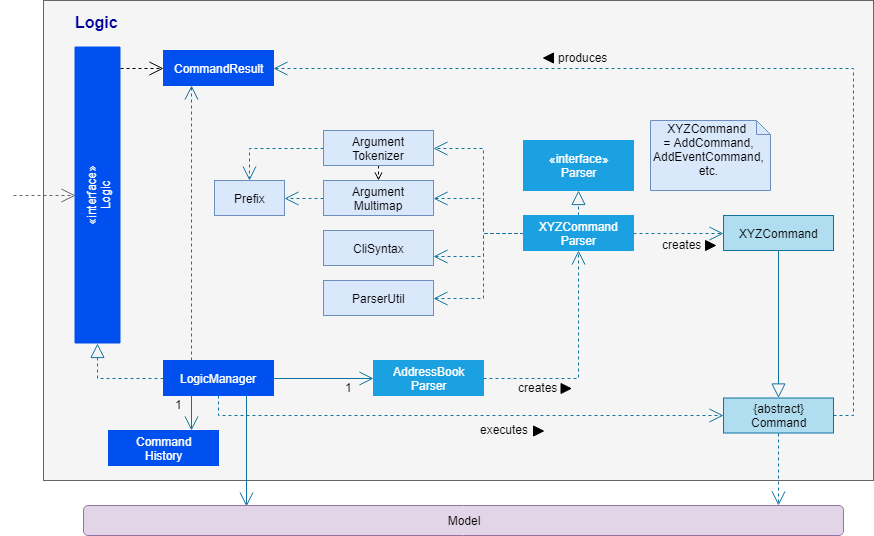 Logic
CommandResult
produces
«interface»
Logic
Argument
Tokenizer
«interface»
Parser
XYZCommand
= AddCommand,
AddEventCommand,
etc.
Prefix
Argument
Multimap
XYZCommand
Parser
creates
XYZCommand
CliSyntax
ParserUtil
LogicManager
1
AddressBook
Parser
creates
1
{abstract}
Command
executes
Command
History
Model